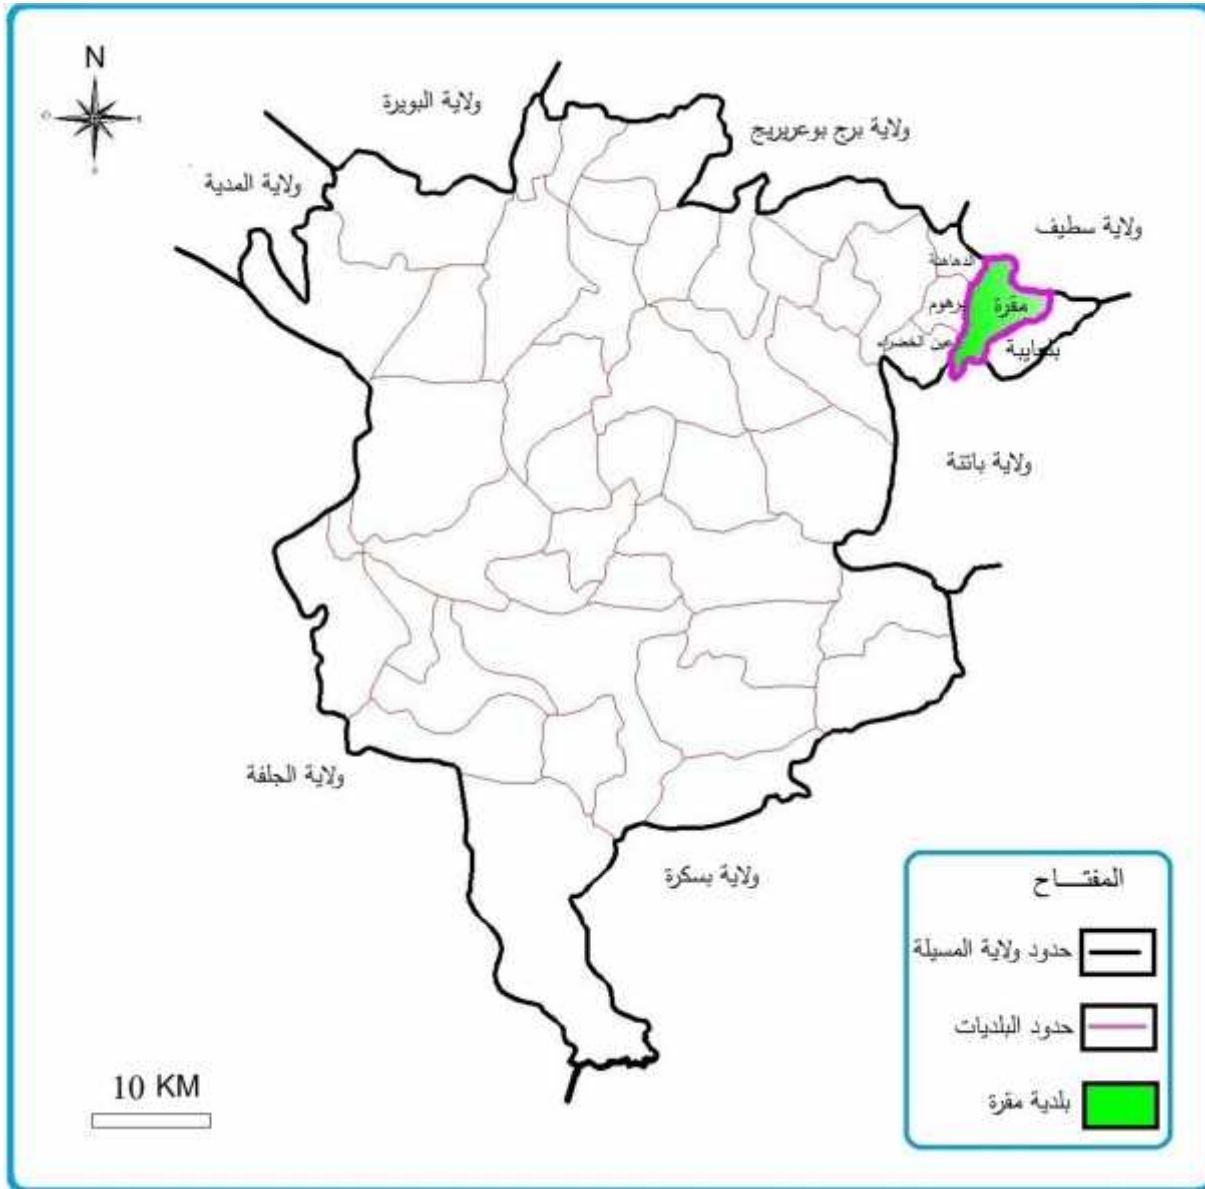 N
ولاية البويرة
ولاية برج بوعريريج
ولاية المدية
ولاية سطيف
الدهاهنة
برهوم
مقرة
عين الخضراء
بلعايبة
ولاية باتنة
ولاية الجلفة
ولاية بسكرة
المفتـــاح
حدود ولاية المسيلة
حدود البلديات
بلدية مقرة
10 KM